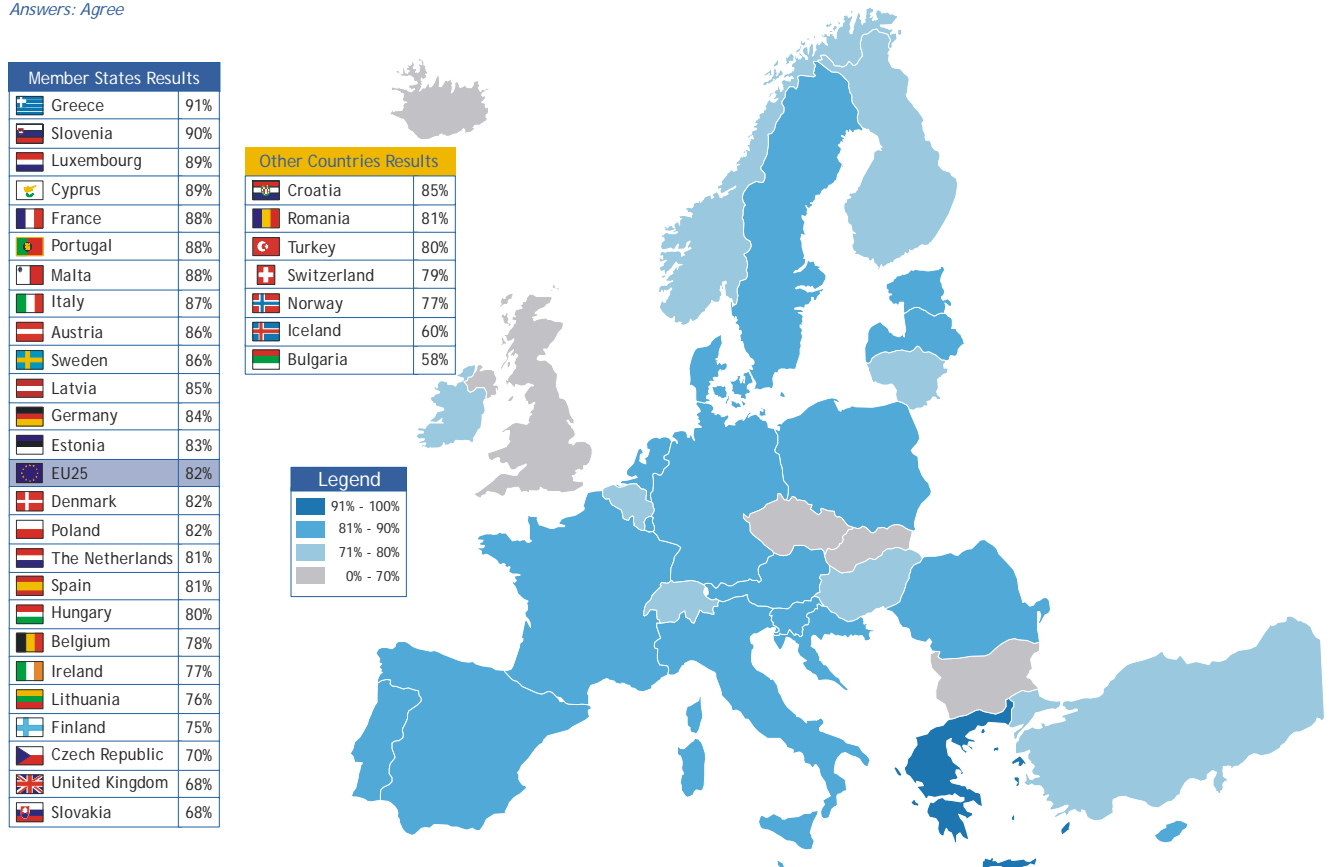 Answers: Agree
Member States Results
Greece 91%
Slovenia 90%
Luxembourg 89%
Cyprus 89%
France 88%
Portugal 88%
Malta 88%
Italy 87%
Austria 86%
Sweden 86%
Latvia 85%
Germany 84%
Estonia 83%
EU25 82%
Denmark 82%
Poland 82%
The Netherlands 81%
Spain 81%
Hungary 80%
Belgium 78%
Ireland 77%
Lithuania 76%
Finland 75%
Czech Republic 70%
United Kingdom 68%
Slovakia 68%
Other Countries Results
Croatia 85%
Romania 81%
Turkey 80%
Switzerland 79%
Norway 77%
Iceland 60%
Bulgaria 58%
Legend
91% - 100%
81% - 90%
71% - 80%
0% - 70%